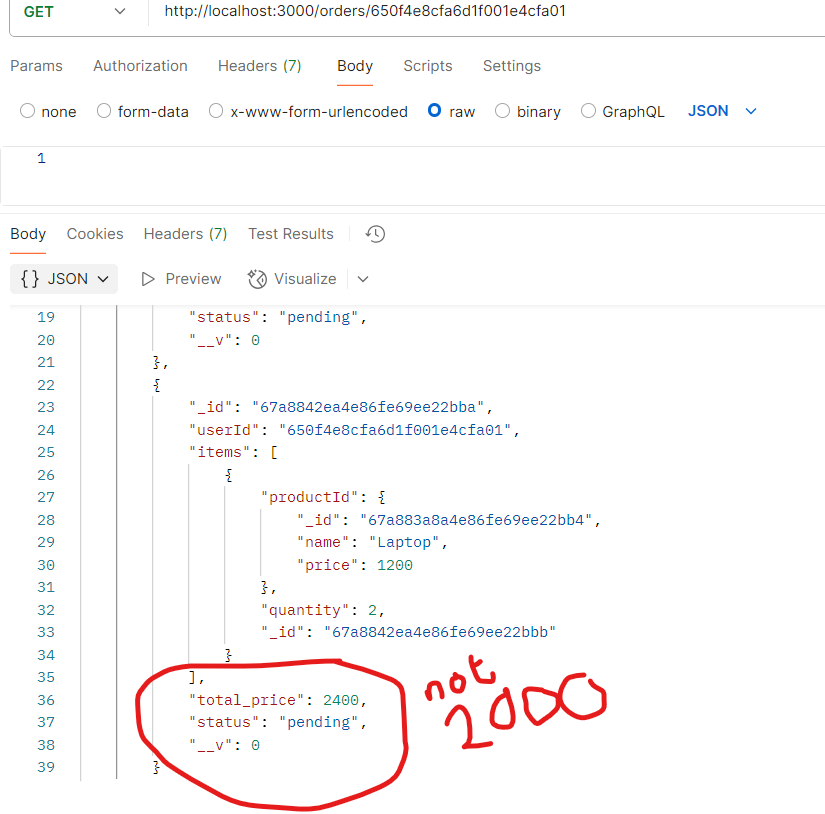 GET http://localhost:3000/orders/650f4e8cfa6d1f001e4cfa01
Params Authorization Headers (7) Body Scripts Settings
none form-data x-www-form-urlencoded raw binary GraphQL JSON
1
Body Cookies Headers (7) Test Results
{} JSON Preview Visualize
19 "status": "pending",
20 "__v": 0
21 },
22 {
23 "_id": "67a8842ea4e86fe69ee22bba",
24 "userId": "650f4e8cfa6d1f001e4cfa01",
25 "items": [
26 {
27 "productId": {
28 "_id": "67a883a8a4e86fe69ee22bb4",
29 "name": "Laptop",
30 "price": 1200
31 },
32 "quantity": 2,
33 "_id": "67a8842ea4e86fe69ee22bbb"
34 }
35 ],
36 "total_price": 2400,
37 "status": "pending",
38 "__v": 0
39 }
not
2000